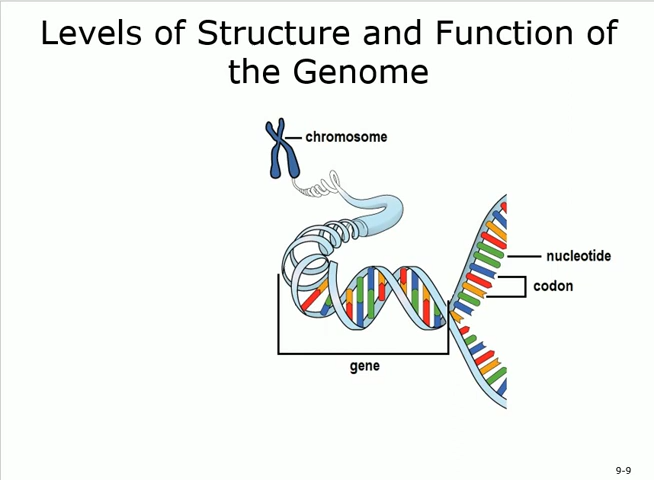 Levels of Structure and Function of
the Genome
chromosome
nucleotide
codon
gene
9-9